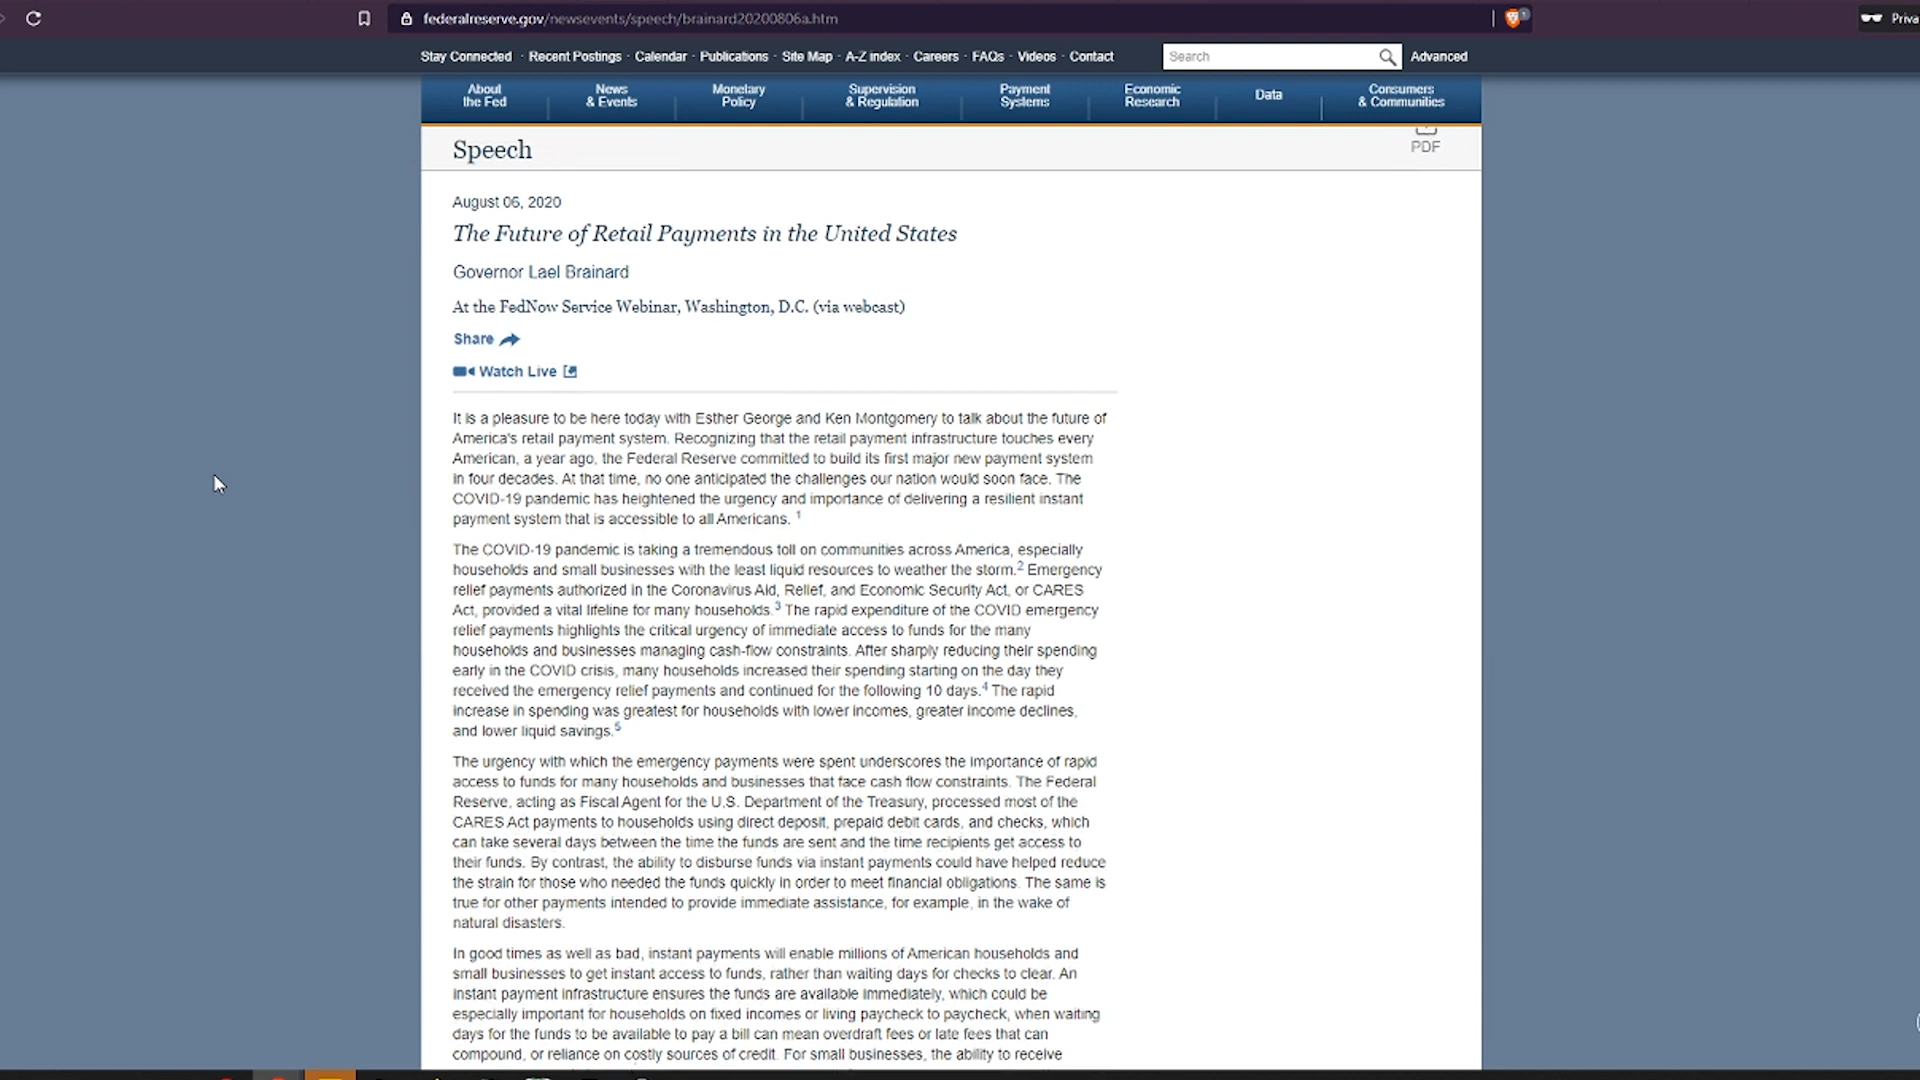 federalreserve.gov/newsevents/speech/brainard20200806a.htm
Stay Connected · Recent Postings · Calendar · Publications · Site Map · A-Z index · Careers · FAQs · Videos · Contact
Search
Advanced
About the Fed
News & Events
Monetary Policy
Supervision & Regulation
Payment Systems
Economic Research
Data
Consumers & Communities
Speech
PDF
August 06, 2020
The Future of Retail Payments in the United States
Governor Lael Brainard
At the FedNow Service Webinar, Washington, D.C. (via webcast)
Share
Watch Live
It is a pleasure to be here today with Esther George and Ken Montgomery to talk about the future of
America's retail payment system. Recognizing that the retail payment infrastructure touches every
American, a year ago, the Federal Reserve committed to build its first major new payment system
in four decades. At that time, no one anticipated the challenges our nation would soon face. The
COVID-19 pandemic has heightened the urgency and importance of delivering a resilient instant
payment system that is accessible to all Americans. 1
The COVID-19 pandemic is taking a tremendous toll on communities across America, especially
households and small businesses with the least liquid resources to weather the storm.2 Emergency
relief payments authorized in the Coronavirus Aid, Relief, and Economic Security Act, or CARES
Act, provided a vital lifeline for many households.3 The rapid expenditure of the COVID emergency
relief payments highlights the critical urgency of immediate access to funds for the many
households and businesses managing cash-flow constraints. After sharply reducing their spending
early in the COVID crisis, many households increased their spending starting on the day they
received the emergency relief payments and continued for the following 10 days.4 The rapid
increase in spending was greatest for households with lower incomes, greater income declines,
and lower liquid savings.5
The urgency with which the emergency payments were spent underscores the importance of rapid
access to funds for many households and businesses that face cash flow constraints. The Federal
Reserve, acting as Fiscal Agent for the U.S. Department of the Treasury, processed most of the
CARES Act payments to households using direct deposit, prepaid debit cards, and checks, which
can take several days between the time the funds are sent and the time recipients get access to
their funds. By contrast, the ability to disburse funds via instant payments could have helped reduce
the strain for those who needed the funds quickly in order to meet financial obligations. The same is
true for other payments intended to provide immediate assistance, for example, in the wake of
natural disasters.
In good times as well as bad, instant payments will enable millions of American households and
small businesses to get instant access to funds, rather than waiting days for checks to clear. An
instant payment infrastructure ensures the funds are available immediately, which could be
especially important for households on fixed incomes or living paycheck to paycheck, when waiting
days for the funds to be available to pay a bill can mean overdraft fees or late fees that can
compound, or reliance on costly sources of credit. For small businesses, the ability to receive